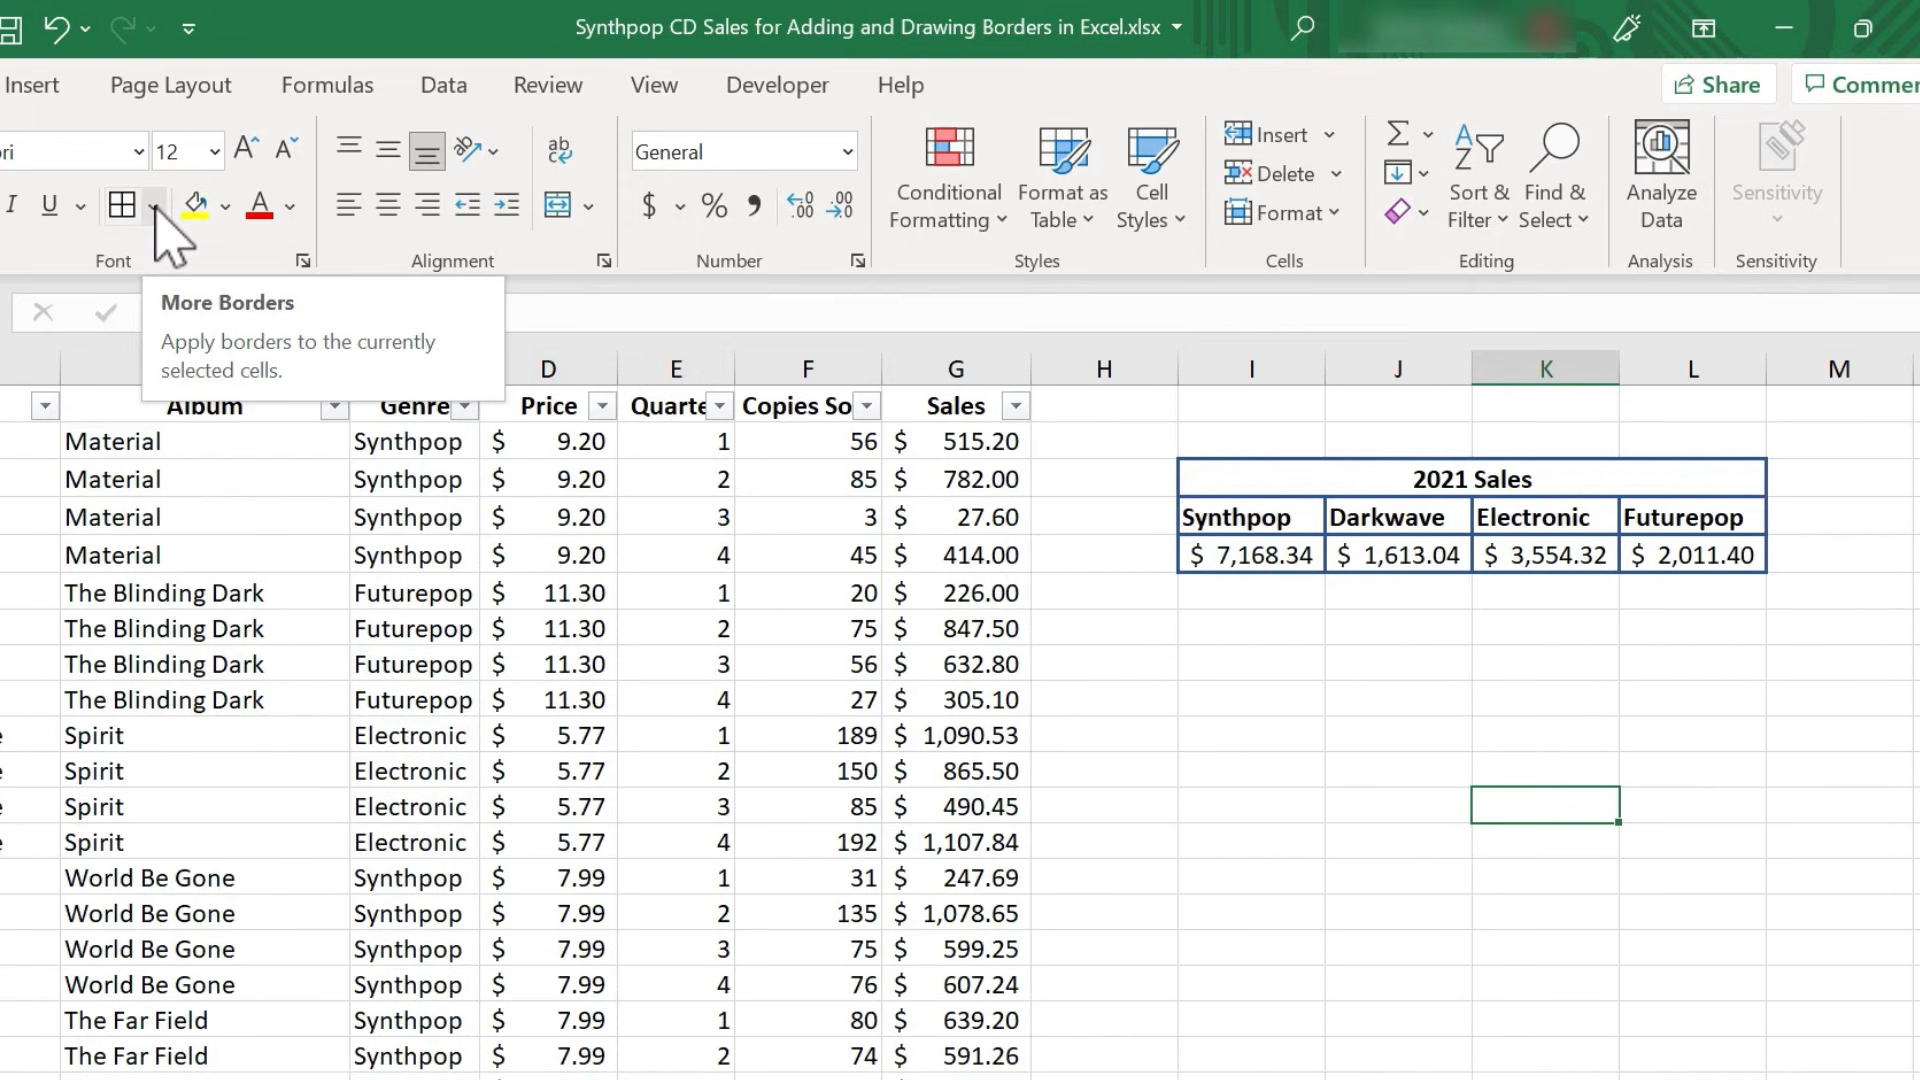 Synthpop CD Sales for Adding and Drawing Borders in Excel.xlsx
Insert Page Layout Formulas Data Review View Developer Help Share Commen
ri 12 A A ab General Insert Σ A
c Z
I U A $ % 9 .00 .00 Conditional Format as Cell Delete Sort & Find & Analyze Sensitivity
Formatting Table Styles Format Filter Select Data
Font Alignment Number Styles Cells Editing Analysis Sensitivity
More Borders
Apply borders to the currently
selected cells.
D E F G H I J K L M
Album Genre Price Quarte Copies So Sales
Material Synthpop $ 9.20 1 56 $ 515.20
Material Synthpop $ 9.20 2 85 $ 782.00 2021 Sales
Material Synthpop $ 9.20 3 3 $ 27.60 Synthpop Darkwave Electronic Futurepop
Material Synthpop $ 9.20 4 45 $ 414.00 $ 7,168.34 $ 1,613.04 $ 3,554.32 $ 2,011.40
The Blinding Dark Futurepop $ 11.30 1 20 $ 226.00
The Blinding Dark Futurepop $ 11.30 2 75 $ 847.50
The Blinding Dark Futurepop $ 11.30 3 56 $ 632.80
The Blinding Dark Futurepop $ 11.30 4 27 $ 305.10
e Spirit Electronic $ 5.77 1 189 $ 1,090.53
e Spirit Electronic $ 5.77 2 150 $ 865.50
e Spirit Electronic $ 5.77 3 85 $ 490.45
e Spirit Electronic $ 5.77 4 192 $ 1,107.84
World Be Gone Synthpop $ 7.99 1 31 $ 247.69
World Be Gone Synthpop $ 7.99 2 135 $ 1,078.65
World Be Gone Synthpop $ 7.99 3 75 $ 599.25
World Be Gone Synthpop $ 7.99 4 76 $ 607.24
The Far Field Synthpop $ 7.99 1 80 $ 639.20
The Far Field Synthpop $ 7.99 2 74 $ 591.26